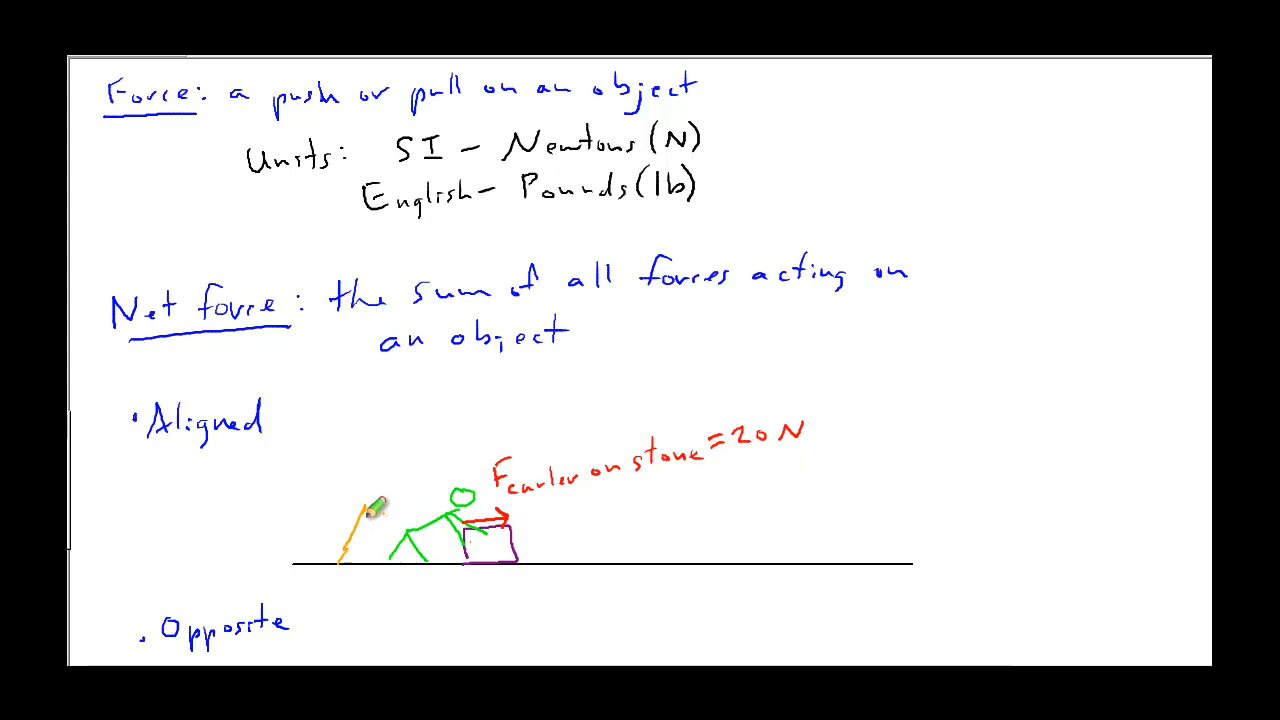 Force: a push or pull on an object
Units: SI - Newtons (N)
English - Pounds (lb)
Net force: the sum of all forces acting on
an object
• Aligned
F curler on stone = 20 N
• Opposite